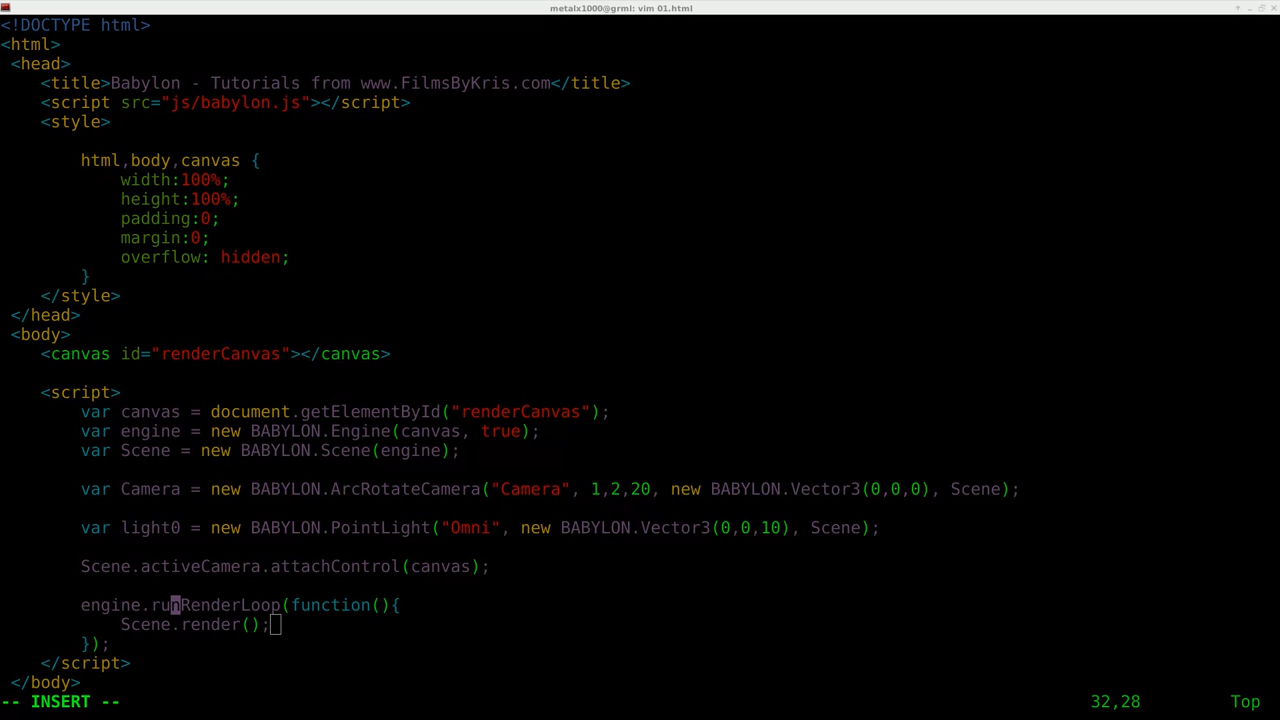 metalx1000@grml: vim 01.html
<!DOCTYPE html>
<html>
<head>
<title>Babylon - Tutorials from www.FilmsByKris.com</title>
<script src="js/babylon.js"></script>
<style>
html,body,canvas {
width:100%;
height:100%;
padding:0;
margin:0;
overflow: hidden;
}
</style>
</head>
<body>
<canvas id="renderCanvas"></canvas>
<script>
var canvas = document.getElementById("renderCanvas");
var engine = new BABYLON.Engine(canvas, true);
var Scene = new BABYLON.Scene(engine);
var Camera = new BABYLON.ArcRotateCamera("Camera", 1,2,20, new BABYLON.Vector3(0,0,0), Scene);
var light0 = new BABYLON.PointLight("Omni", new BABYLON.Vector3(0,0,10), Scene);
Scene.activeCamera.attachControl(canvas);
engine.runRenderLoop(function(){
Scene.render();
});
</script>
</body>
-- INSERT -- 32,28 Top